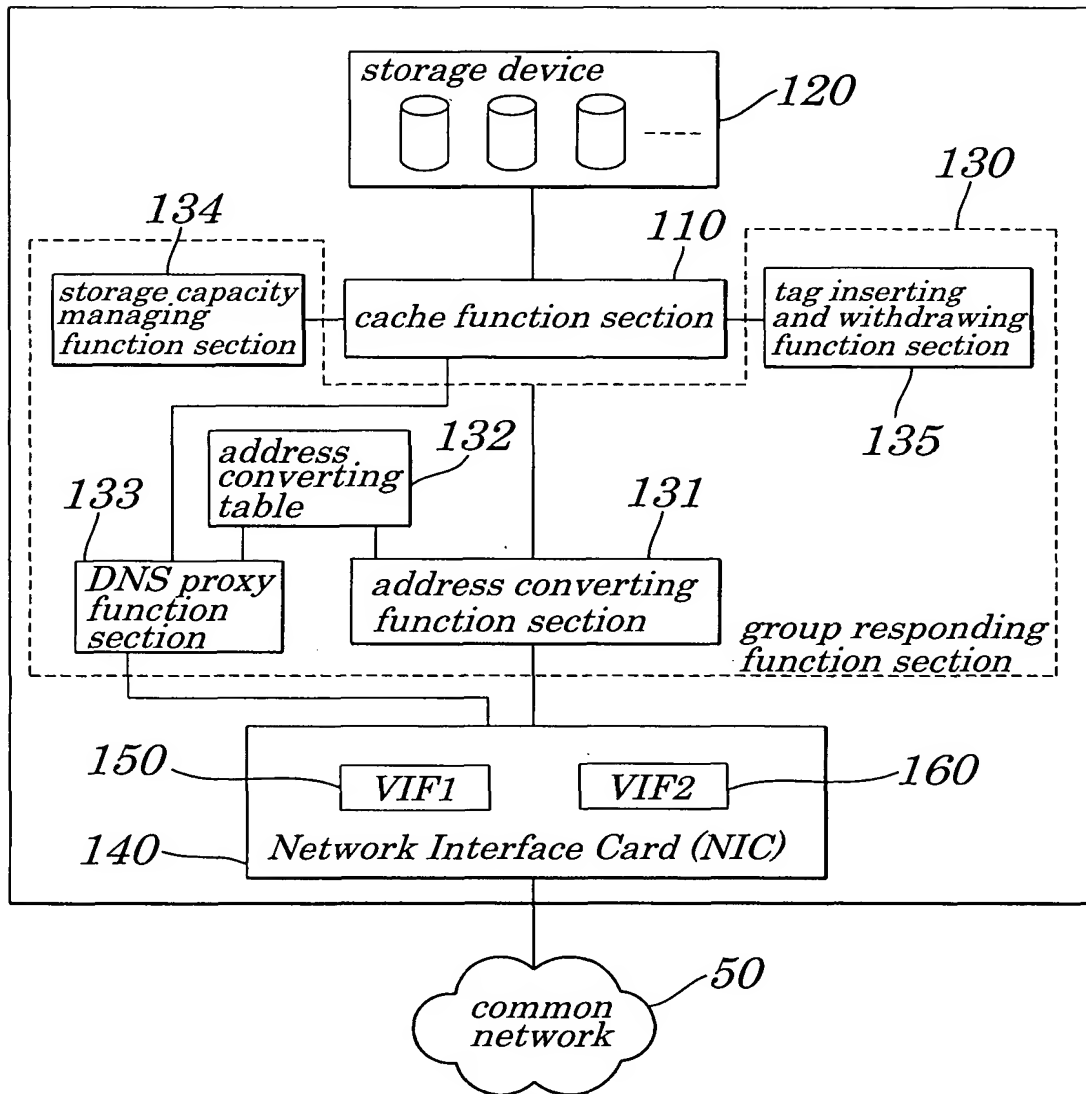 storage device
120
134
130
110
storage capacity
managing
function section
cache function section
tag inserting
and withdrawing
function section
135
address
converting
table
132
133
131
DNS proxy
function
section
address converting
function section
group responding
function section
150
VIF1
VIF2
160
140
Network Interface Card (NIC)
50
common
network